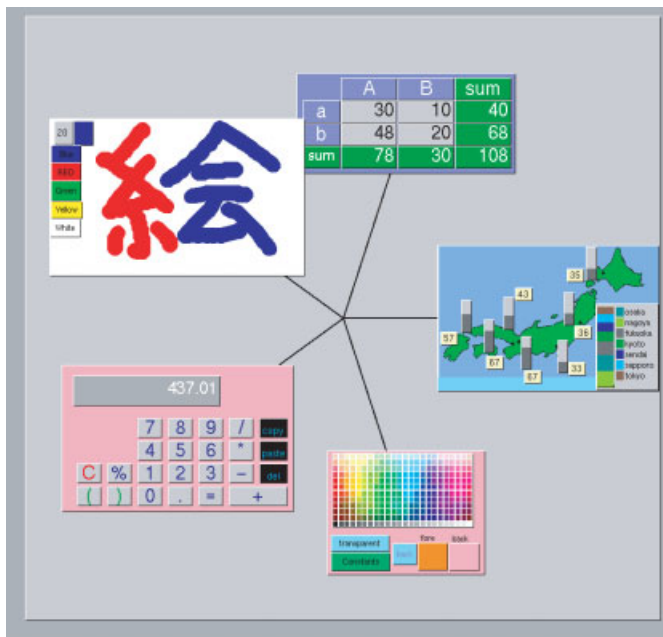 A B sum
a 30 10 40
b 48 20 68
sum 78 30 108
20
Blue
RED
Green
Yellow
White
絵
35
43
57
36
67
67
33
osaka
nagoya
fukuoka
kyoto
sendai
sapporo
tokyo
437.01
7 8 9 / copy
4 5 6 * paste
C % 1 2 3 - del
( ) 0 . = +
transparent
fore back
Constants